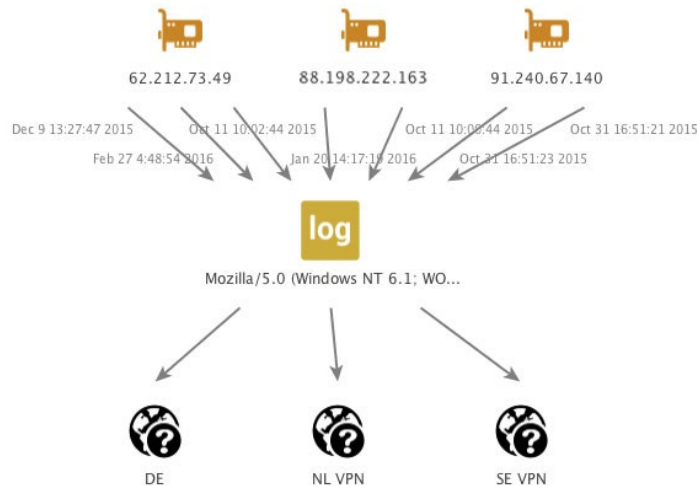 62.212.73.49
88.198.222.163
91.240.67.140
Dec 9 13:27:47 2015
Oct 11 10:02:44 2015
Oct 11 10:00:44 2015
Oct 31 16:51:21 2015
Feb 27 4:48:54 2016
Jan 20 14:17:19 2016
Oct 31 16:51:23 2015
log
Mozilla/5.0 (Windows NT 6.1; WO...
DE
NL VPN
SE VPN